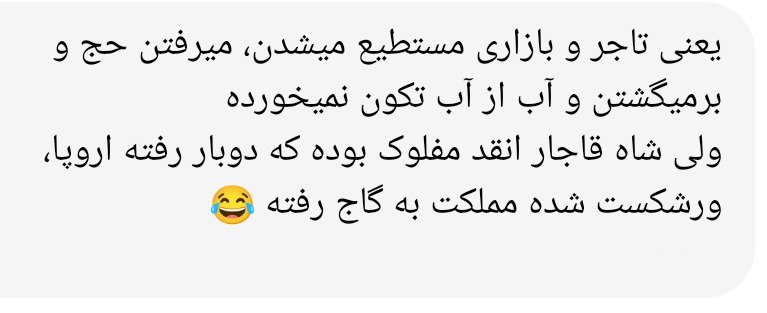 یعنی تاجر و بازاری مستطیع میشدن، میرفتن حج و
برمیگشتن و آب از آب تکون نمیخورده
ولی شاه قاجار انقد مفلوک بوده که دوبار رفته اروپا،
ورشکست شده مملکت به گاج رفته 😂